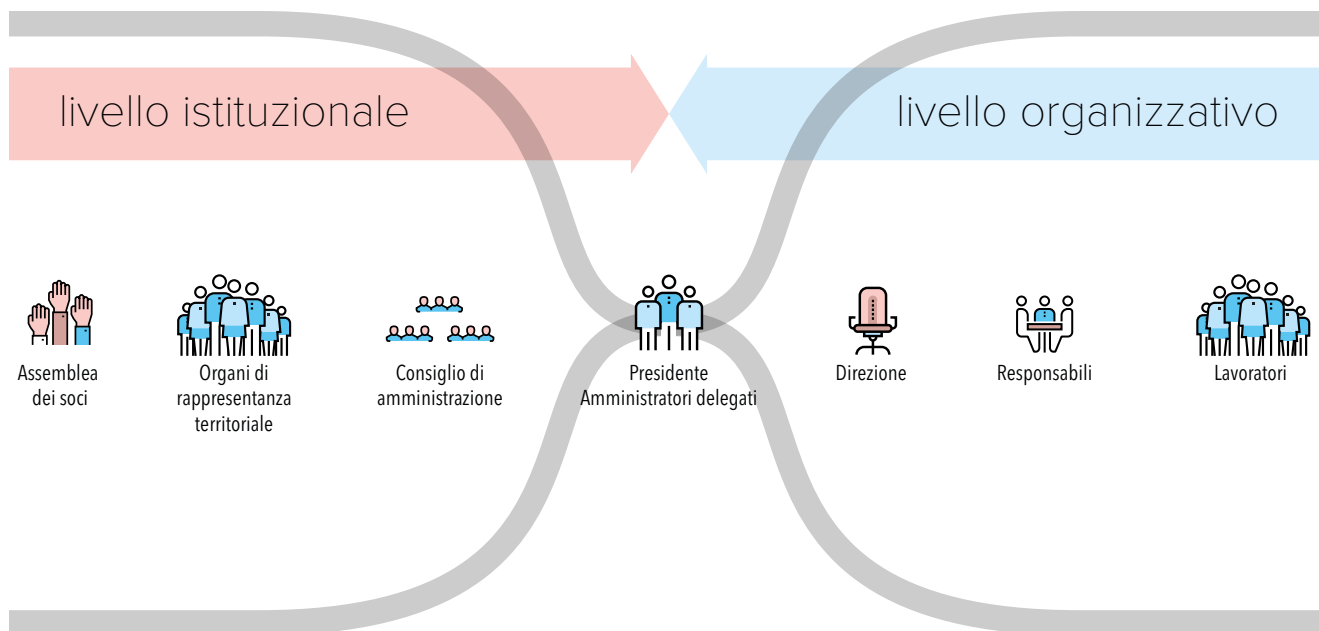 livello istituzionale
livello organizzativo
Assemblea
dei soci
Organi di
rappresentanza
territoriale
Consiglio di
amministrazione
Presidente
Amministratori delegati
Direzione
Responsabili
Lavoratori